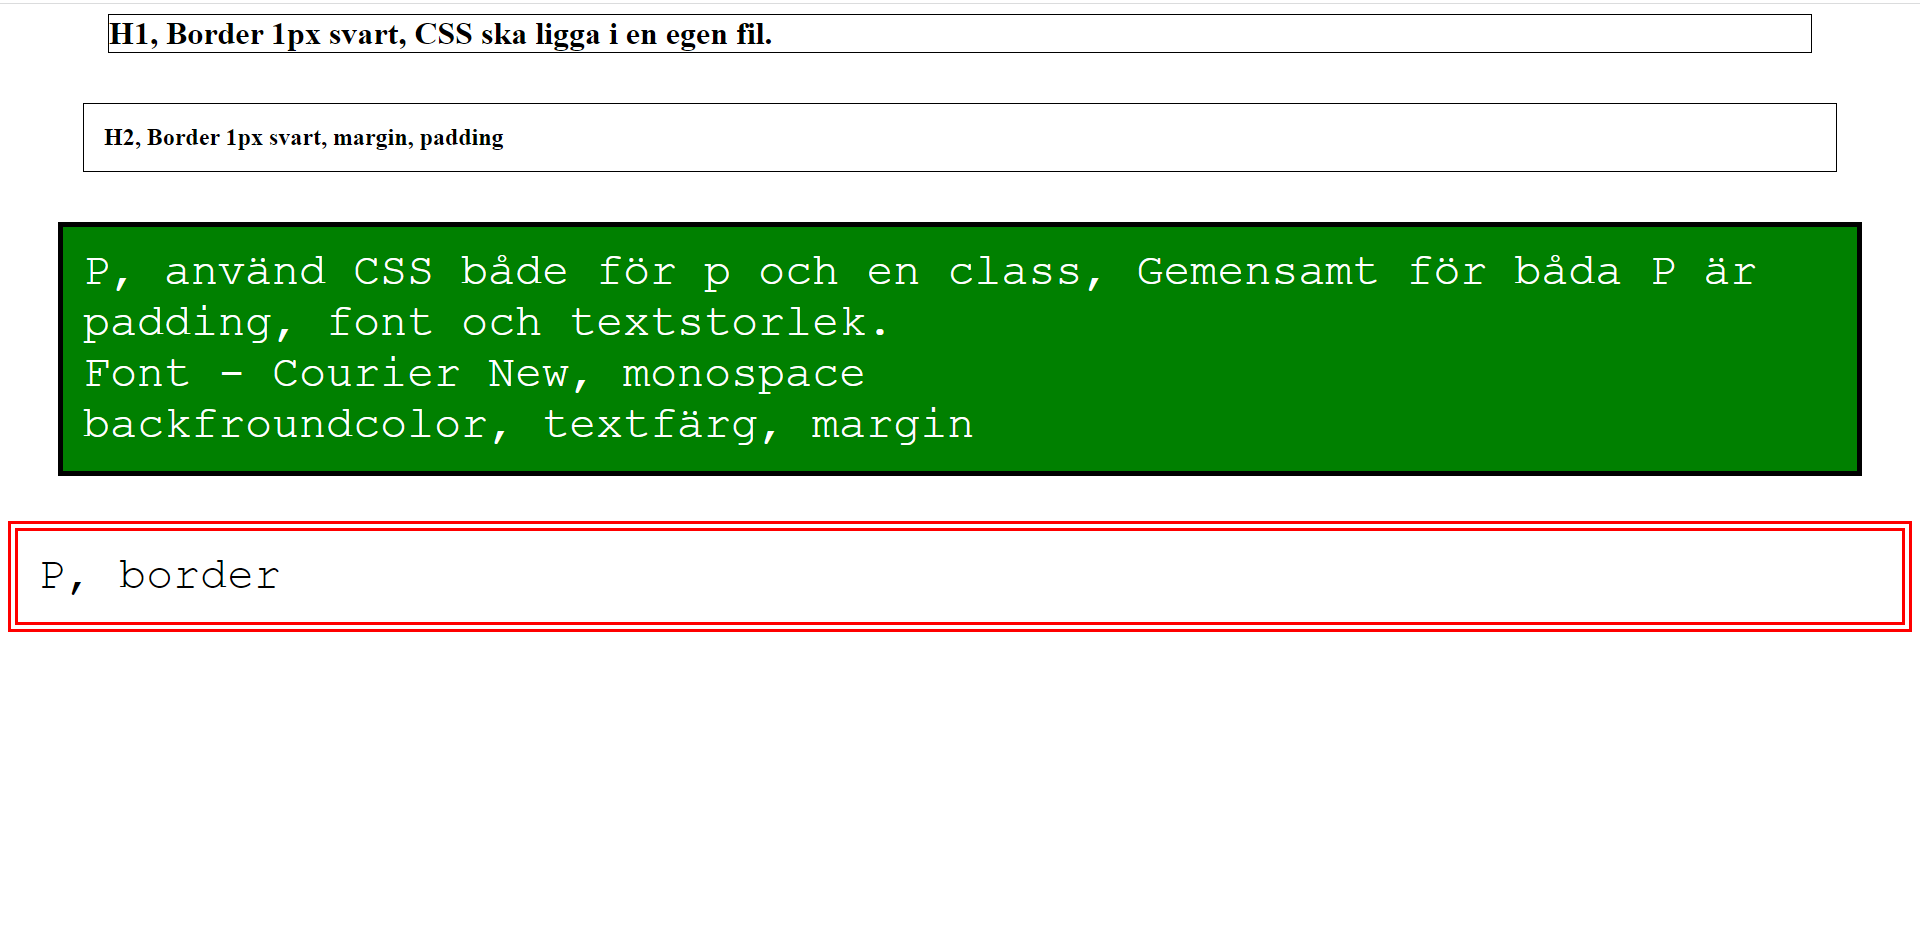 H1, Border 1px svart, CSS ska ligga i en egen fil.
H2, Border 1px svart, margin, padding
P, använd CSS både för p och en class, Gemensamt för båda P är
padding, font och textstorlek.
Font - Courier New, monospace
backfroundcolor, textfärg, margin
P, border